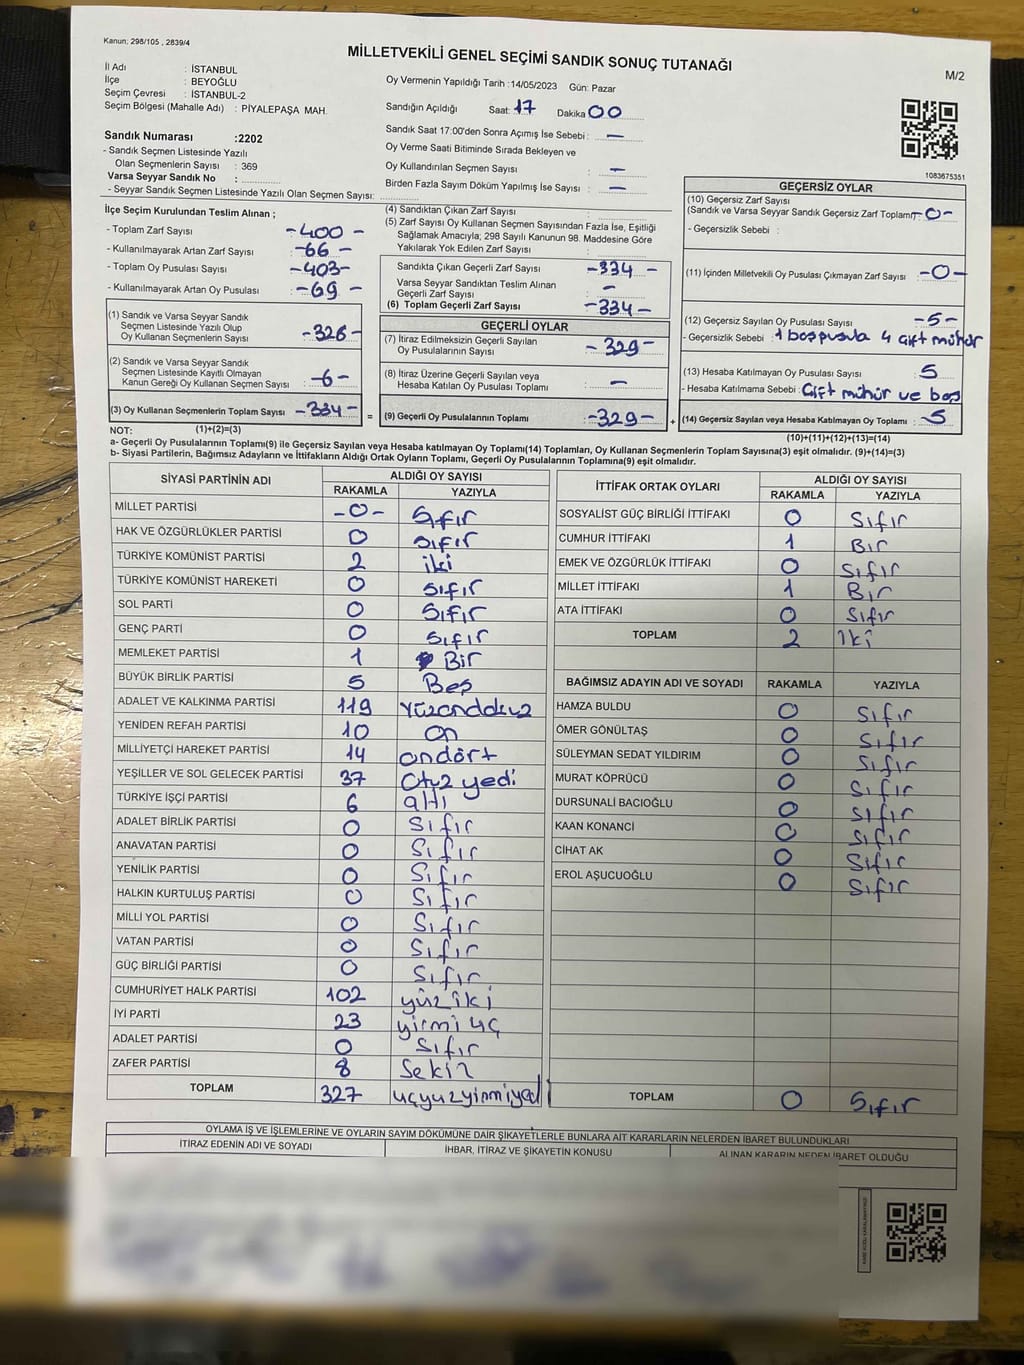 Kanun; 298/105 , 2839/4
MİLLETVEKİLİ GENEL SEÇİMİ SANDIK SONUÇ TUTANAĞI
M/2
İl Adı : İSTANBUL
İlçe : BEYOĞLU
Seçim Çevresi : İSTANBUL-2
Seçim Bölgesi (Mahalle Adı) : PİYALEPAŞA MAH.
Oy Vermenin Yapıldığı Tarih :14/05/2023 Gün: Pazar
Sandığın Açıldığı Saat: 17 Dakika 00
Sandık Saat 17:00'den Sonra Açımış İse Sebebi : —
Oy Verme Saati Bitiminde Sırada Bekleyen ve
Oy Kullandırılan Seçmen Sayısı : —
Birden Fazla Sayım Döküm Yapılmış İse Sayısı : —
Sandık Numarası :2202
- Sandık Seçmen Listesinde Yazılı
Olan Seçmenlerin Sayısı : 369
Varsa Seyyar Sandık No :
- Seyyar Sandık Seçmen Listesinde Yazılı Olan Seçmen Sayısı:
1083675351
İlçe Seçim Kurulundan Teslim Alınan ;
- Toplam Zarf Sayısı : -400-
- Kullanılmayarak Artan Zarf Sayısı : -66-
- Toplam Oy Pusulası Sayısı : -403-
- Kullanılmayarak Artan Oy Pusulası : -69-
(1) Sandık ve Varsa Seyyar Sandık
Seçmen Listesinde Yazılı Olup
Oy Kullanan Seçmenlerin Sayısı : -328-
(2) Sandık ve Varsa Seyyar Sandık
Seçmen Listesinde Kayıtlı Olmayan
Kanun Gereği Oy Kullanan Seçmen Sayısı : -6-
(3) Oy Kullanan Seçmenlerin Toplam Sayısı : -334-
(4) Sandıktan Çıkan Zarf Sayısı :
(5) Zarf Sayısı Oy Kullanan Seçmen Sayısından Fazla İse, Eşitliği
Sağlamak Amacıyla; 298 Sayılı Kanunun 98. Maddesine Göre
Yakılarak Yok Edilen Zarf Sayısı :
Sandıkta Çıkan Geçerli Zarf Sayısı : -334-
Varsa Seyyar Sandıktan Teslim Alınan
Geçerli Zarf Sayısı : —
(6) Toplam Geçerli Zarf Sayısı : -334-
GEÇERLİ OYLAR
(7) İtiraz Edilmeksizin Geçerli Sayılan
Oy Pusulalarının Sayısı : -329-
(8) İtiraz Üzerine Geçerli Sayılan veya
Hesaba Katılan Oy Pusulası Toplamı : —
= (9) Geçerli Oy Pusulalarının Toplamı : -329- +
GEÇERSİZ OYLAR
(10) Geçersiz Zarf Sayısı
(Sandık ve Varsa Seyyar Sandık Geçersiz Zarf Toplamı) -0-
- Geçersizlik Sebebi :
(11) İçinden Milletvekili Oy Pusulası Çıkmayan Zarf Sayısı : -0-
(12) Geçersiz Sayılan Oy Pusulası Sayısı : -5-
- Geçersizlik Sebebi : 1 boş pusula 4 çift mühür
(13) Hesaba Katılmayan Oy Pusulası Sayısı : 5
- Hesaba Katılmama Sebebi : Çift mühür ve boş
(14) Geçersiz Sayılan veya Hesaba Katılmayan Oy Toplamı : -5
NOT: (1)+(2)=(3)
(10)+(11)+(12)+(13)=(14)
a- Geçerli Oy Pusulalarının Toplamı(9) ile Geçersiz Sayılan veya Hesaba katılmayan Oy Toplamı(14) Toplamları, Oy Kullanan Seçmenlerin Toplam Sayısına(3) eşit olmalıdır. (9)+(14)=(3)
b- Siyasi Partilerin, Bağımsız Adayların ve İttifakların Aldığı Ortak Oyların Toplamı, Geçerli Oy Pusulalarının Toplamına(9) eşit olmalıdır.
SİYASİ PARTİNİN ADI ALDIĞI OY SAYISI
RAKAMLA YAZIYLA
MİLLET PARTİSİ -0- Sıfır
HAK VE ÖZGÜRLÜKLER PARTİSİ 0 Sıfır
TÜRKİYE KOMÜNİST PARTİSİ 2 iki
TÜRKİYE KOMÜNİST HAREKETİ 0 Sıfır
SOL PARTİ 0 Sıfır
GENÇ PARTİ 0 Sıfır
MEMLEKET PARTİSİ 1 Bir
BÜYÜK BİRLİK PARTİSİ 5 Beş
ADALET VE KALKINMA PARTİSİ 119 Yüzondokuz
YENİDEN REFAH PARTİSİ 10 On
MİLLİYETÇİ HAREKET PARTİSİ 14 ondört
YEŞİLLER VE SOL GELECEK PARTİSİ 37 Otuz yedi
TÜRKİYE İŞÇİ PARTİSİ 6 altı
ADALET BİRLİK PARTİSİ 0 Sıfır
ANAVATAN PARTİSİ 0 Sıfır
YENİLİK PARTİSİ 0 Sıfır
HALKIN KURTULUŞ PARTİSİ 0 Sıfır
MİLLİ YOL PARTİSİ 0 Sıfır
VATAN PARTİSİ 0 Sıfır
GÜÇ BİRLİĞİ PARTİSİ 0 Sıfır
CUMHURİYET HALK PARTİSİ 102 yüz iki
İYİ PARTİ 23 yirmi üç
ADALET PARTİSİ 0 Sıfır
ZAFER PARTİSİ 8 Sekiz
TOPLAM 327 üçyüzyirmiyedi
İTTİFAK ORTAK OYLARI ALDIĞI OY SAYISI
RAKAMLA YAZIYLA
SOSYALİST GÜÇ BİRLİĞİ İTTİFAKI 0 Sıfır
CUMHUR İTTİFAKI 1 Bir
EMEK VE ÖZGÜRLÜK İTTİFAKI 0 Sıfır
MİLLET İTTİFAKI 1 Bir
ATA İTTİFAKI 0 Sıfır
TOPLAM 2 İki
BAĞIMSIZ ADAYIN ADI VE SOYADI RAKAMLA YAZIYLA
HAMZA BULDU 0 Sıfır
ÖMER GÖNÜLTAŞ 0 Sıfır
SÜLEYMAN SEDAT YILDIRIM 0 Sıfır
MURAT KÖPRÜCÜ 0 Sıfır
DURSUNALİ BACIOĞLU 0 Sıfır
KAAN KONANCİ 0 Sıfır
CİHAT AK 0 Sıfır
EROL AŞUCUOĞLU 0 Sıfır
TOPLAM 0 Sıfır
OYLAMA İŞ VE İŞLEMLERİNE VE OYLARIN SAYIM DÖKÜMÜNE DAİR ŞİKAYETLERLE BUNLARA AİT KARARLARIN NELERDEN İBARET BULUNDUKLARI
İTİRAZ EDENİN ADI VE SOYADI İHBAR, İTİRAZ VE ŞİKAYETİN KONUSU ALINAN KARARIN NEDEN İBARET OLDUĞU